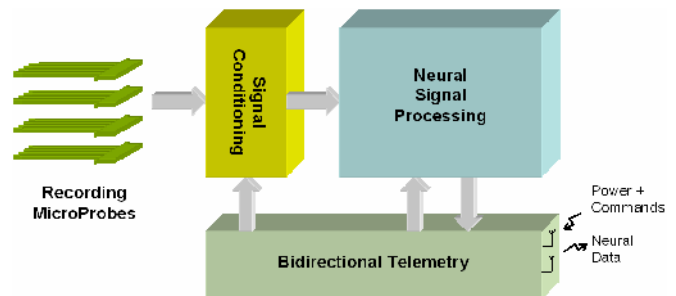 Signal
Conditioning
Neural
Signal
Processing
Recording
MicroProbes
Power +
Commands
Bidirectional Telemetry
Neural
Data